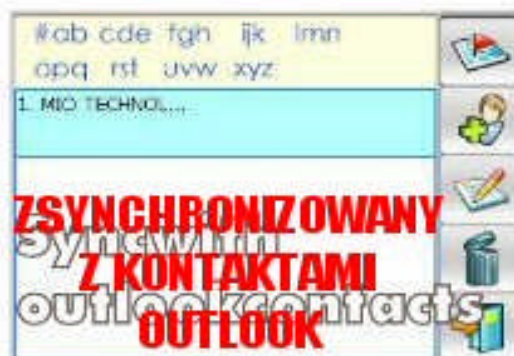 #ab cde fgh ijk lmn
opq rst uvw xyz
1. MIO TECHNOL...
ZSYNCHRONIZOWANY
Syncwith
Z KONTAKTAMI
outlookcontacts
OUTLOOK